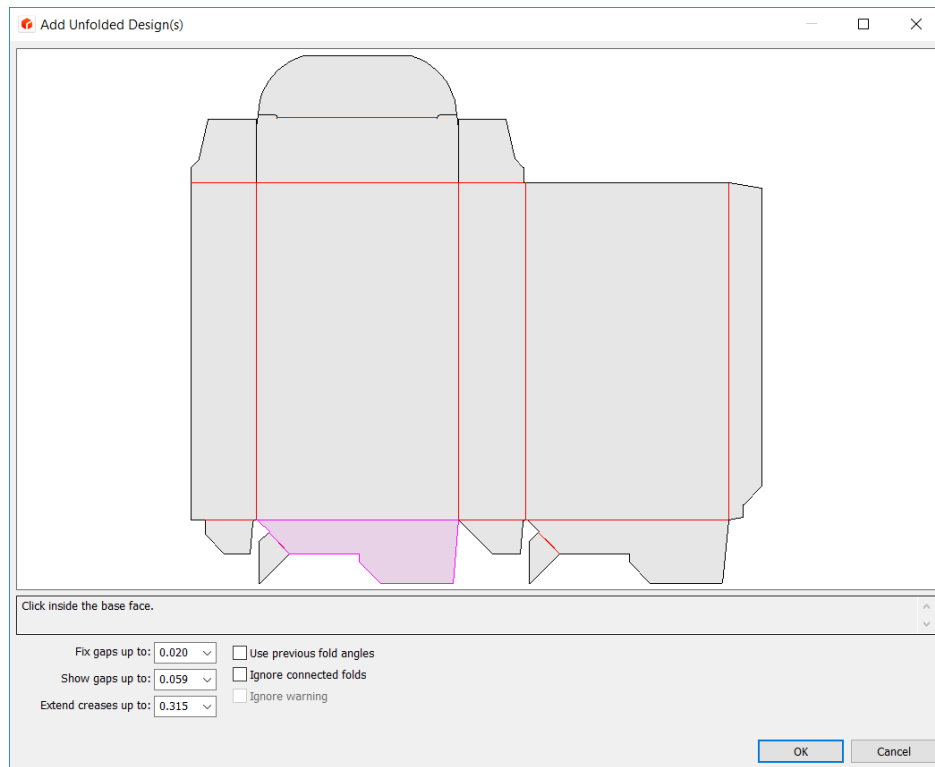 Add Unfolded Design(s)
Click inside the base face.
Fix gaps up to: 0.020
Use previous fold angles
Show gaps up to: 0.059
Ignore connected folds
Extend creases up to: 0.315
Ignore warning
OK
Cancel